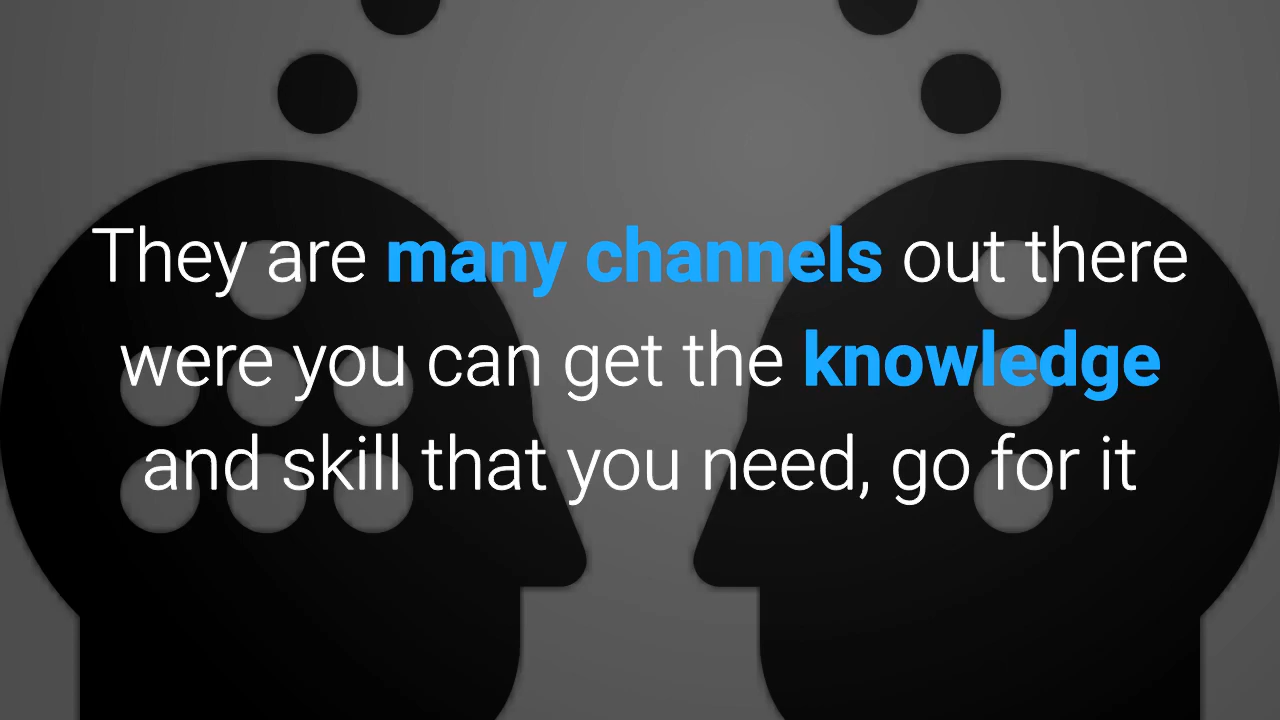 They are many channels out there
were you can get the knowledge
and skill that you need, go for it